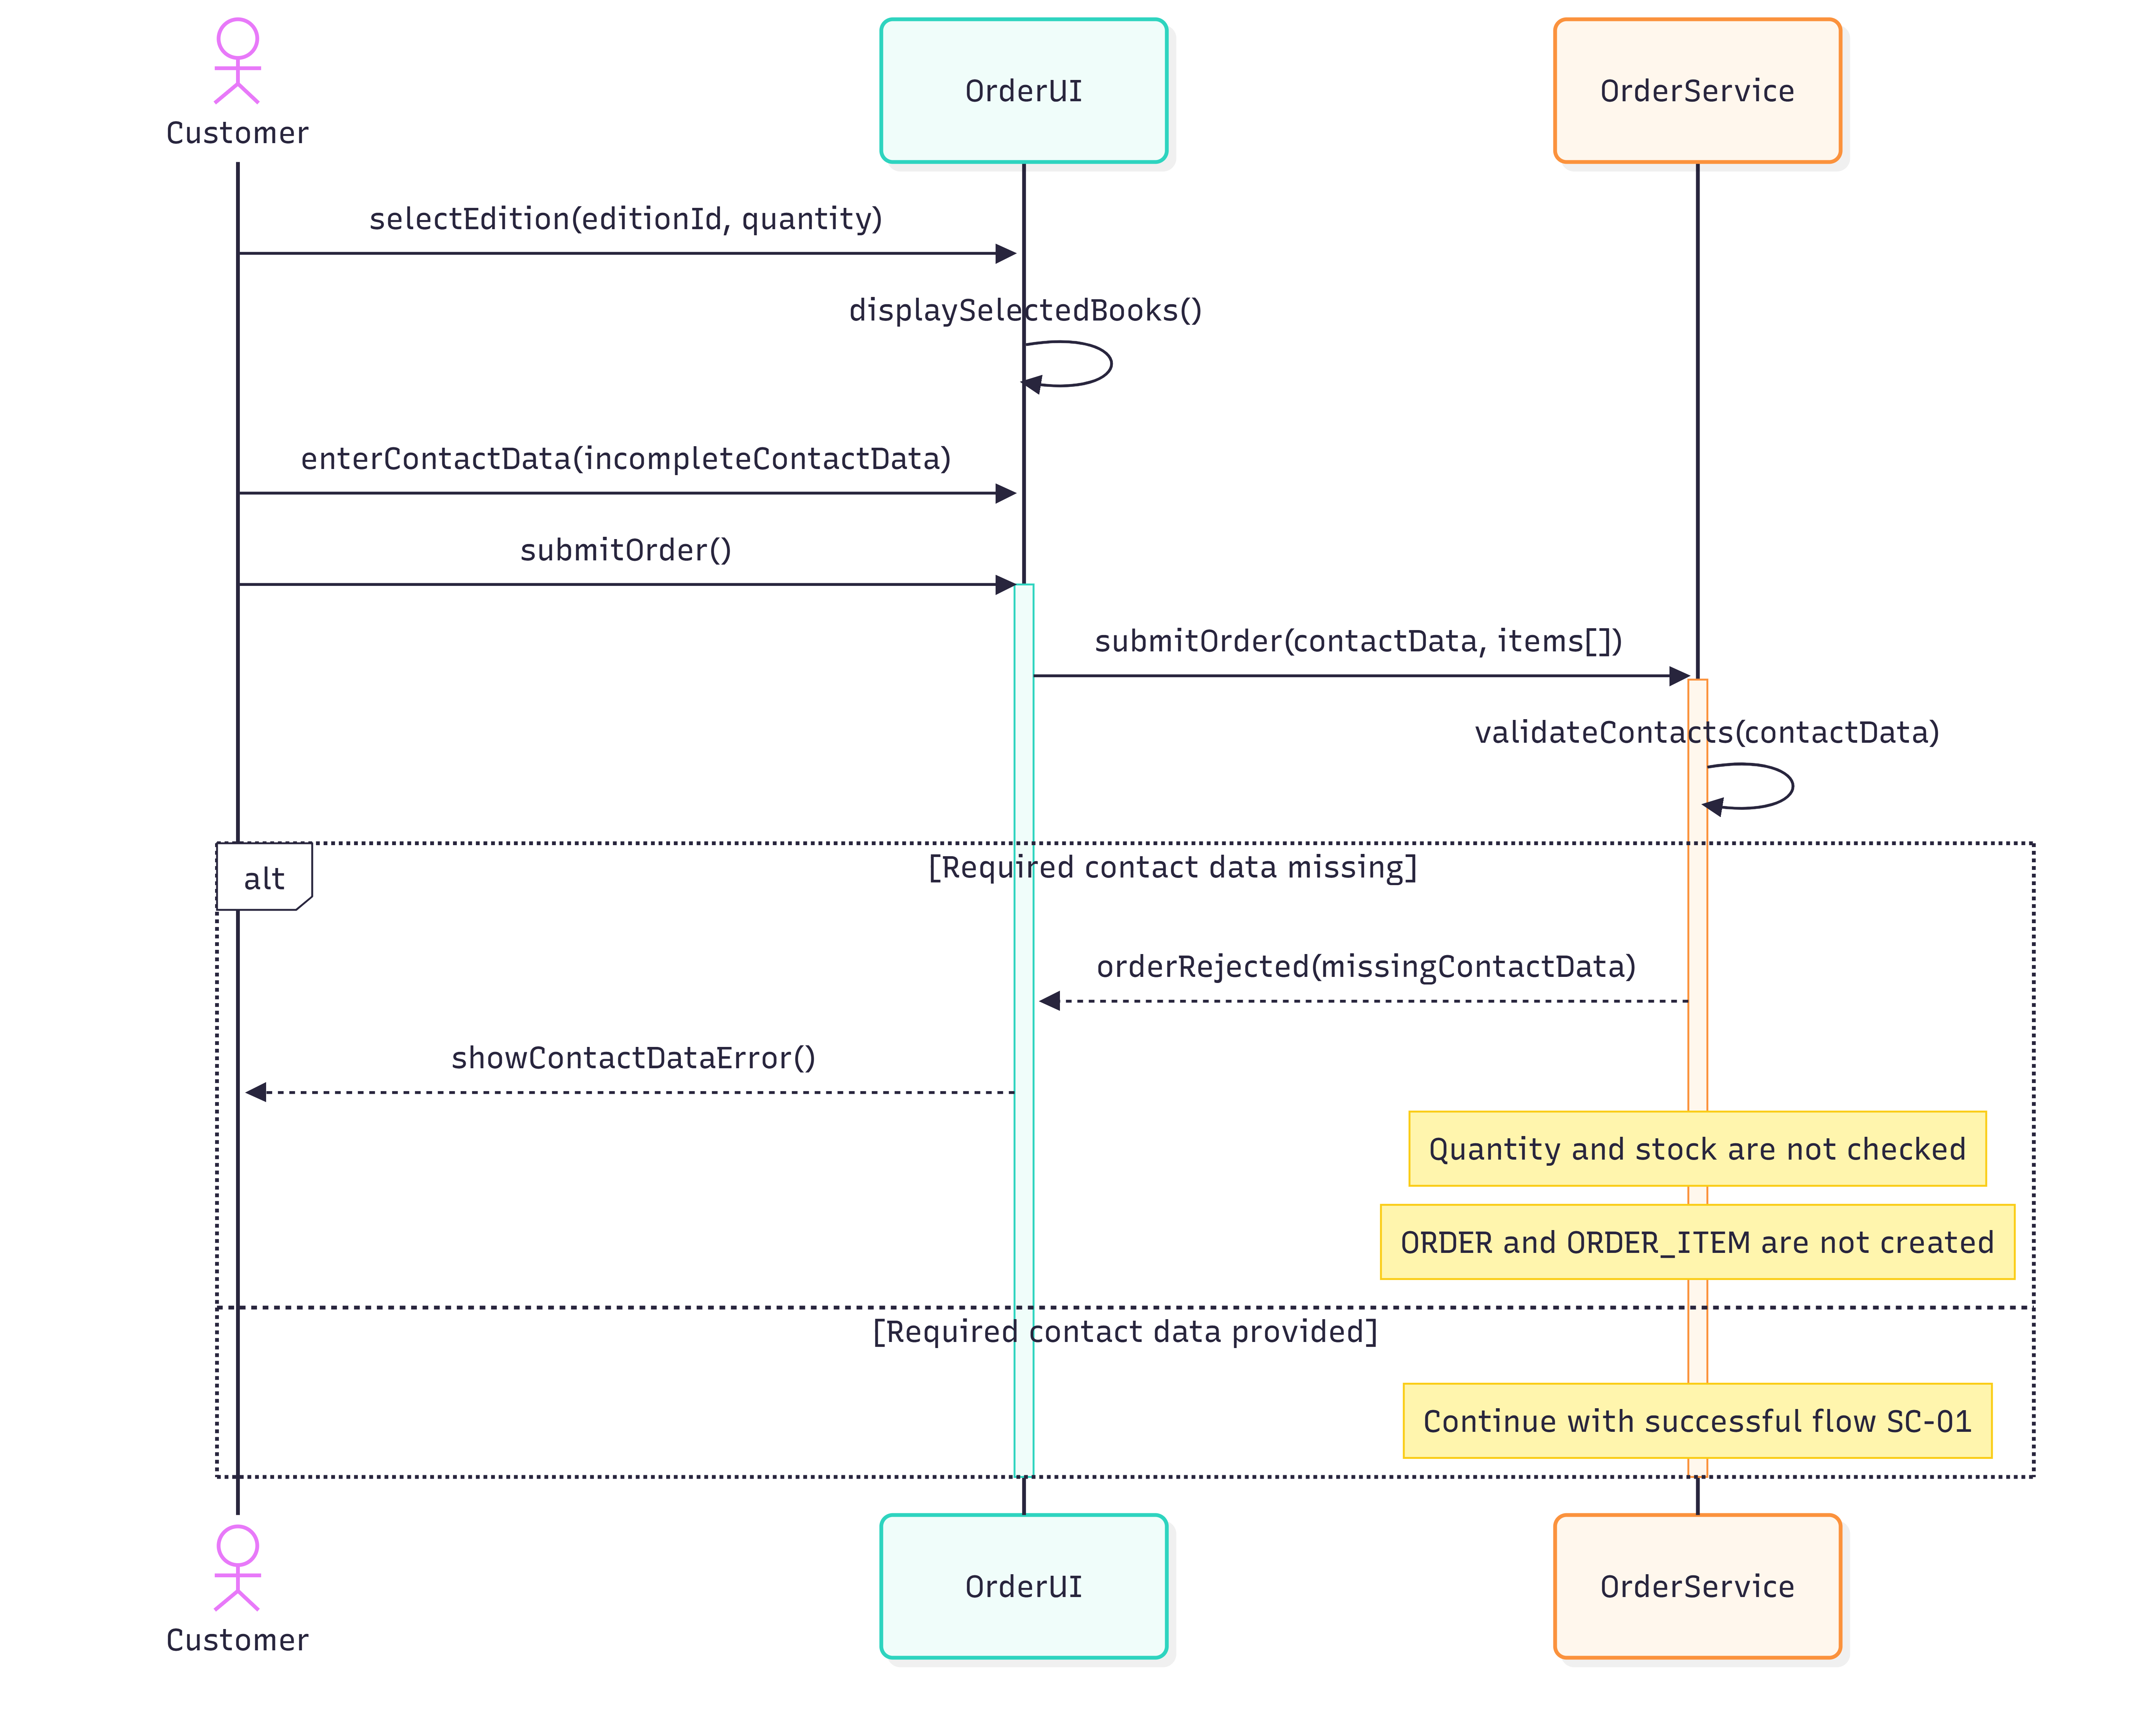 Customer
OrderUI
OrderService
selectEdition(editionId, quantity)
displaySelectedBooks()
enterContactData(incompleteContactData)
submitOrder()
submitOrder(contactData, items[])
validateContacts(contactData)
alt
[Required contact data missing]
orderRejected(missingContactData)
showContactDataError()
Quantity and stock are not checked
ORDER and ORDER_ITEM are not created
[Required contact data provided]
Continue with successful flow SC-01
Customer
OrderUI
OrderService